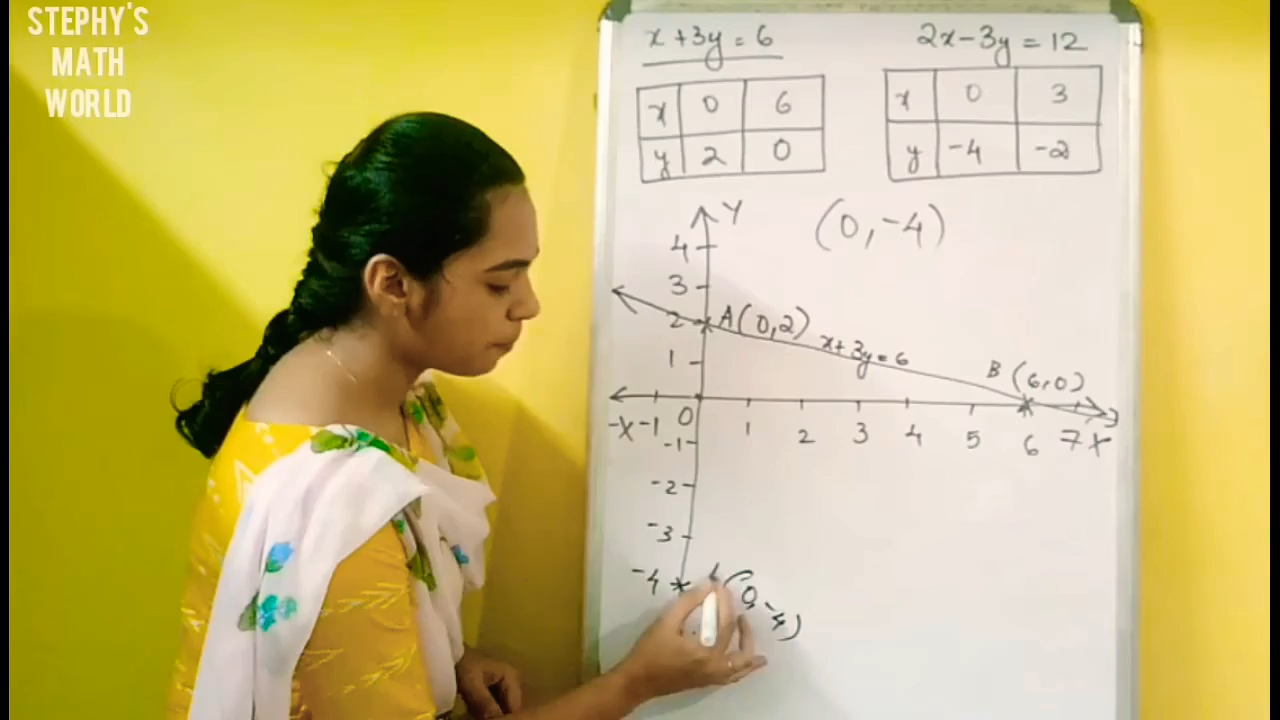 STEPHY'S
MATH
WORLD
x + 3y = 6
x 0 6
y 2 0
2x - 3y = 12
x 0 3
y -4 -2
Y
(0, -4)
4
3
2
A (0,2)
x + 3y = 6
1
B (6,0)
-X -1 0 1 2 3 4 5 6 7 X
-1
-2
-3
-4
(0, -4)